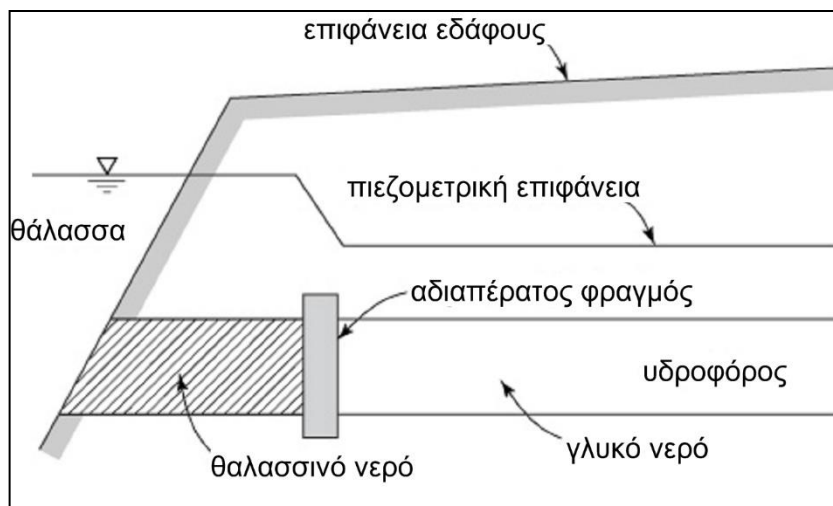 επιφάνεια εδάφους
πιεζομετρική επιφάνεια
θάλασσα
αδιαπέρατος φραγμός
υδροφόρος
γλυκό νερό
θαλασσινό νερό